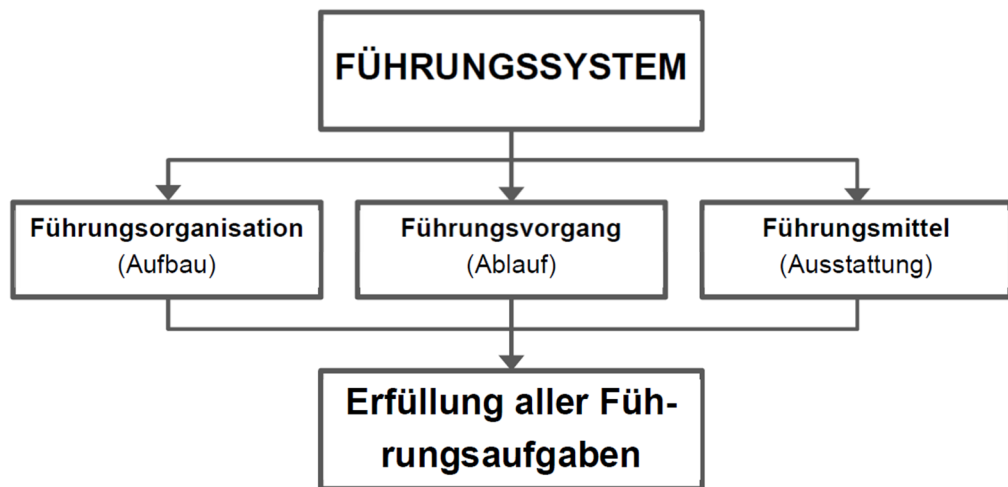 FÜHRUNGSSYSTEM
Führungsorganisation
(Aufbau)
Führungsvorgang
(Ablauf)
Führungsmittel
(Ausstattung)
Erfüllung aller Füh-
rungsaufgaben